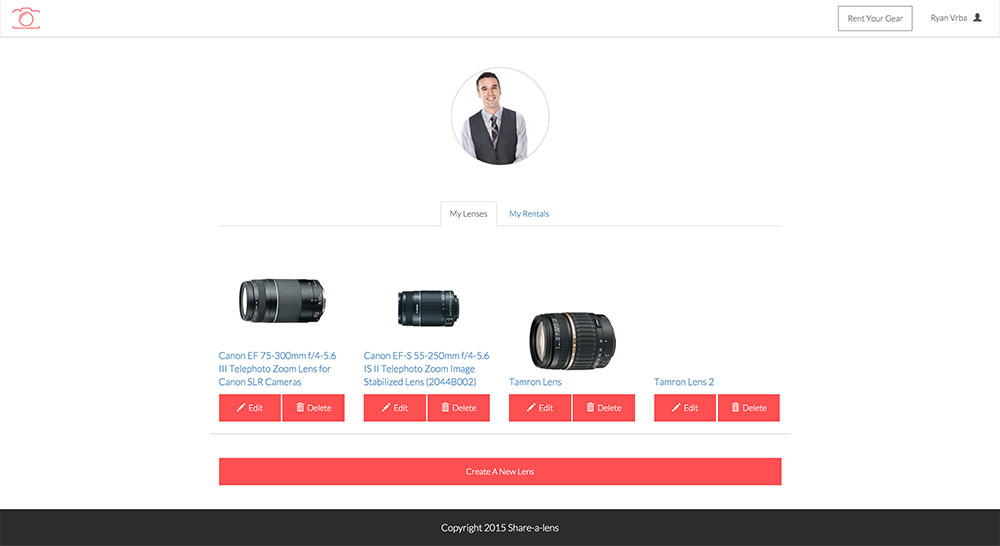 Rent Your Gear
Ryan Vrba
My Lenses
My Rentals
Canon EF 75-300mm f/4-5.6
III Telephoto Zoom Lens for
Canon SLR Cameras
Canon EF-S 55-250mm f/4-5.6
IS II Telephoto Zoom Image
Stabilized Lens (2044B002)
Tamron Lens
Tamron Lens 2
Edit
Delete
Edit
Delete
Edit
Delete
Edit
Delete
Create A New Lens
Copyright 2015 Share-a-lens